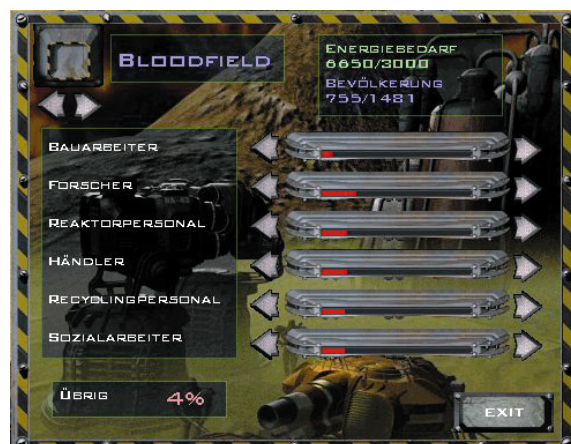 BLOODFIELD
ENERGIEBEDARF
6650/3000
BEVÖLKERUNG
755/1481
BAUARBEITER
FORSCHER
REAKTORPERSONAL
HÄNDLER
RECYCLINGPERSONAL
SOZIALARBEITER
ÜBRIG 4%
EXIT